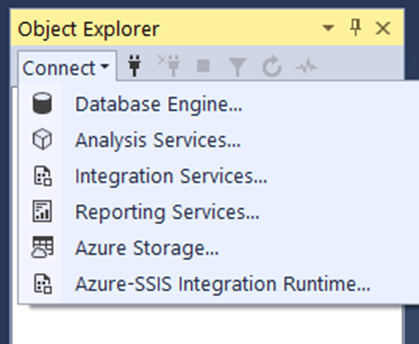 Object Explorer
Connect
Database Engine...
Analysis Services...
Integration Services...
Reporting Services...
Azure Storage...
Azure-SSIS Integration Runtime...